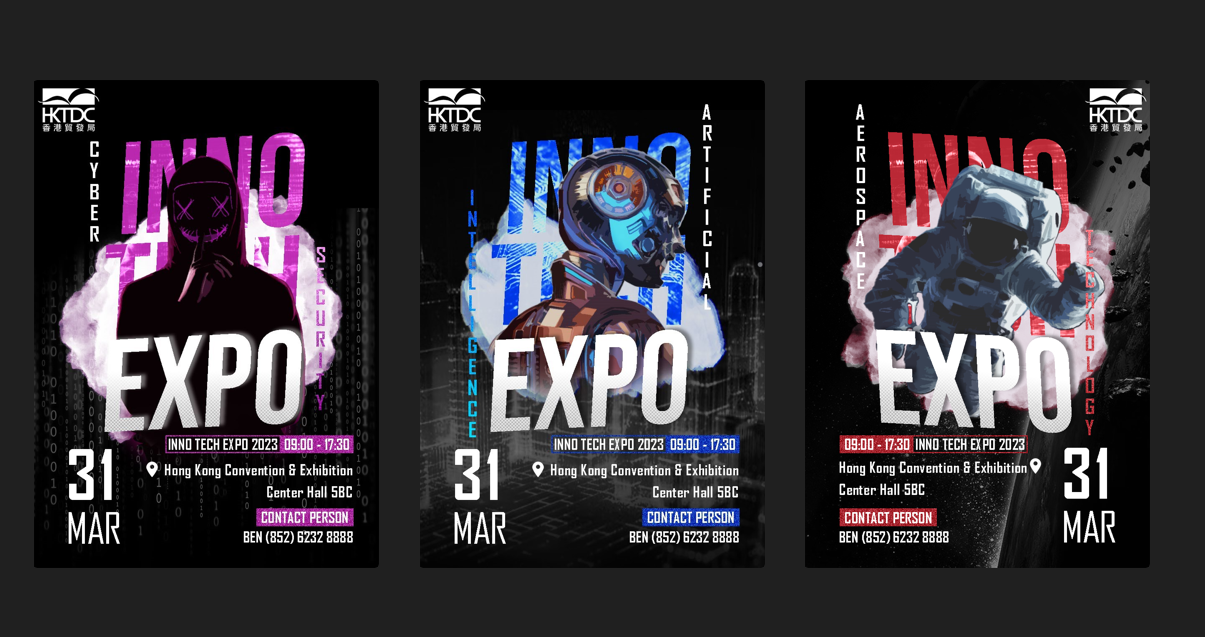 HKTDC
香港貿發局
CYBER
INNO
TECH
SECURITY
EXPO
INNO TECH EXPO 2023 09:00 - 17:30
31
MAR
Hong Kong Convention & Exhibition
Center Hall 5BC
CONTACT PERSON
BEN (852) 6232 8888
HKTDC
香港貿發局
ARTIFICIAL
INNO
TECH
INTELLIGENCE
EXPO
INNO TECH EXPO 2023 09:00 - 17:30
31
MAR
Hong Kong Convention & Exhibition
Center Hall 5BC
CONTACT PERSON
BEN (852) 6232 8888
HKTDC
香港貿發局
AEROSPACE
INNO
TECH
TECHNOLOGY
EXPO
09:00 - 17:30 INNO TECH EXPO 2023
Hong Kong Convention & Exhibition
Center Hall 5BC
31
MAR
CONTACT PERSON
BEN (852) 6232 8888